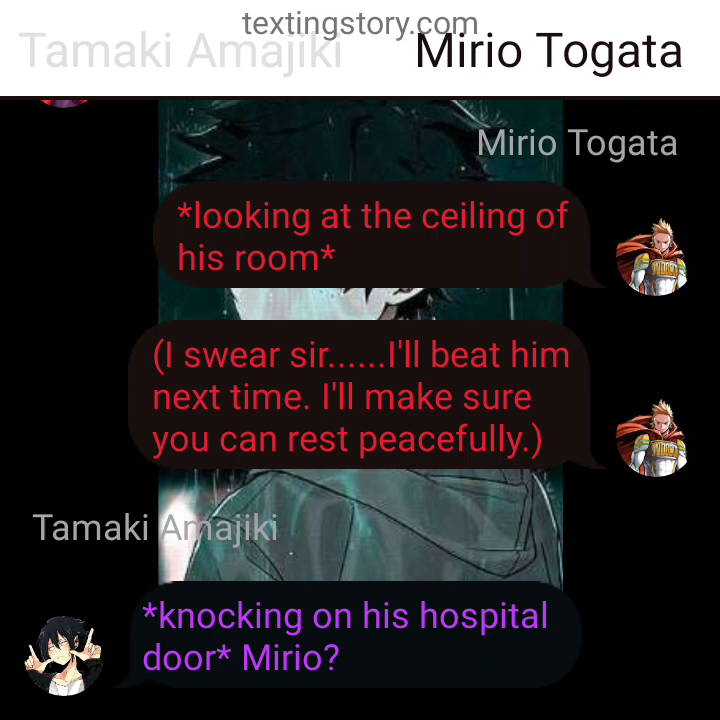 textingstory.com
Tamaki Amajiki Mirio Togata
Mirio Togata
*looking at the ceiling of
his room*
(I swear sir......I'll beat him
next time. I'll make sure
you can rest peacefully.)
Tamaki Amajiki
*knocking on his hospital
door* Mirio?